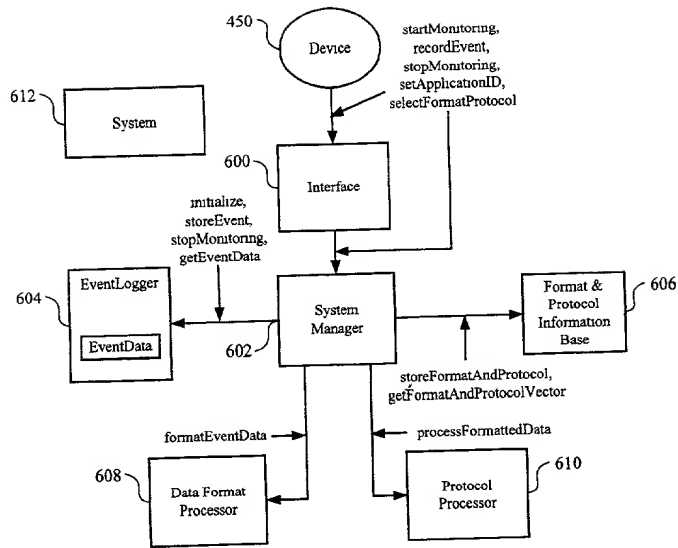 450
Device
startMonitoring,
recordEvent,
stopMonitoring,
setApplicationID,
selectFormatProtocol
612
System
600
Interface
initialize,
storeEvent,
stopMonitoring,
getEventData
604
EventLogger
EventData
602
System
Manager
606
Format &
Protocol
Information
Base
storeFormatAndProtocol,
getFormatAndProtocolVector
formatEventData
processFormattedData
608
Data Format
Processor
610
Protocol
Processor